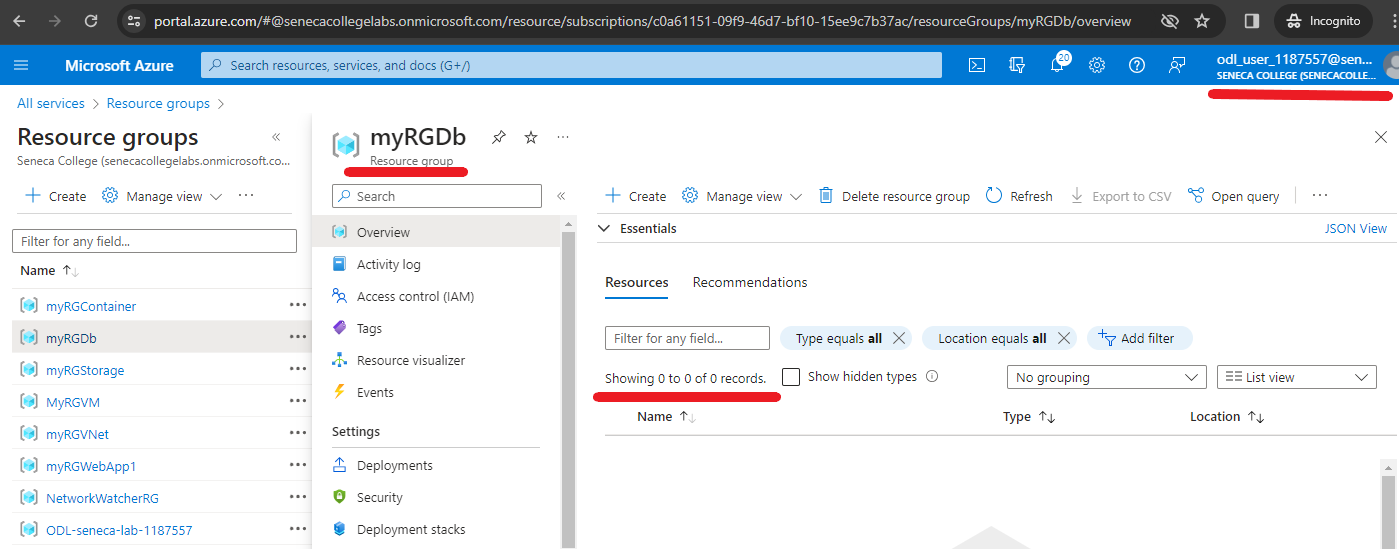 portal.azure.com/#@senecacollegelabs.onmicrosoft.com/resource/subscriptions/c0a61151-09f9-46d7-bf10-15ee9c7b37ac/resourceGroups/myRGDb/overview Incognito
Microsoft Azure Search resources, services, and docs (G+/) 20 odl_user_1187557@sen...
SENECA COLLEGE (SENECACOLLE...
All services > Resource groups >
Resource groups «
Seneca College (senecacollegelabs.onmicrosoft.co...
+ Create Manage view ...
Filter for any field...
Name ↑↓
myRGContainer ...
myRGDb ...
myRGStorage ...
MyRGVM ...
myRGVNet ...
myRGWebApp1 ...
NetworkWatcherRG ...
ODL-seneca-lab-1187557 ...
myRGDb ...
Resource group
Search «
Overview
Activity log
Access control (IAM)
Tags
Resource visualizer
Events
Settings
Deployments
Security
Deployment stacks
+ Create Manage view Delete resource group Refresh Export to CSV Open query ...
Essentials JSON View
Resources Recommendations
Filter for any field... Type equals all Location equals all Add filter
Showing 0 to 0 of 0 records. Show hidden types No grouping List view
Name ↑↓ Type ↑↓ Location ↑↓